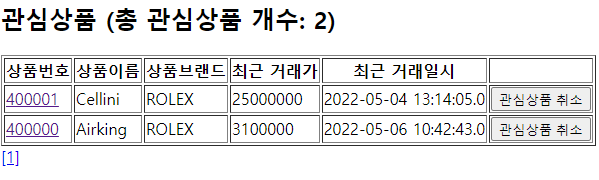 관심상품 (총 관심상품 개수: 2)
상품번호 상품이름 상품브랜드 최근 거래가 최근 거래일시
400001 Cellini ROLEX 25000000 2022-05-04 13:14:05.0 관심상품 취소
400000 Airking ROLEX 3100000 2022-05-06 10:42:43.0 관심상품 취소
[1]